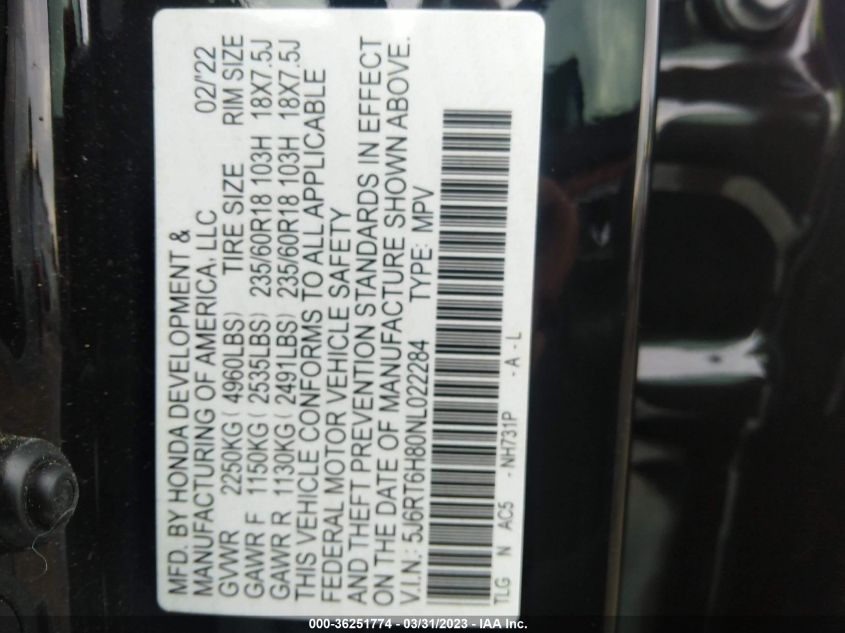 MFD. BY HONDA DEVELOPMENT &
MANUFACTURING OF AMERICA, LLC 02/'22
GVWR 2250KG ( 4960LBS) TIRE SIZE RIM SIZE
GAWR F 1150KG ( 2535LBS) 235/60R18 103H 18X7.5J
GAWR R 1130KG ( 2491LBS) 235/60R18 103H 18X7.5J
THIS VEHICLE CONFORMS TO ALL APPLICABLE
FEDERAL MOTOR VEHICLE SAFETY
AND THEFT PREVENTION STANDARDS IN EFFECT
ON THE DATE OF MANUFACTURE SHOWN ABOVE.
V.I.N.: 5J6RT6H80NL022284 TYPE: MPV
TLG N AC5 - NH731P - A - L
000-36251774 - 03/31/2023 - IAA Inc.